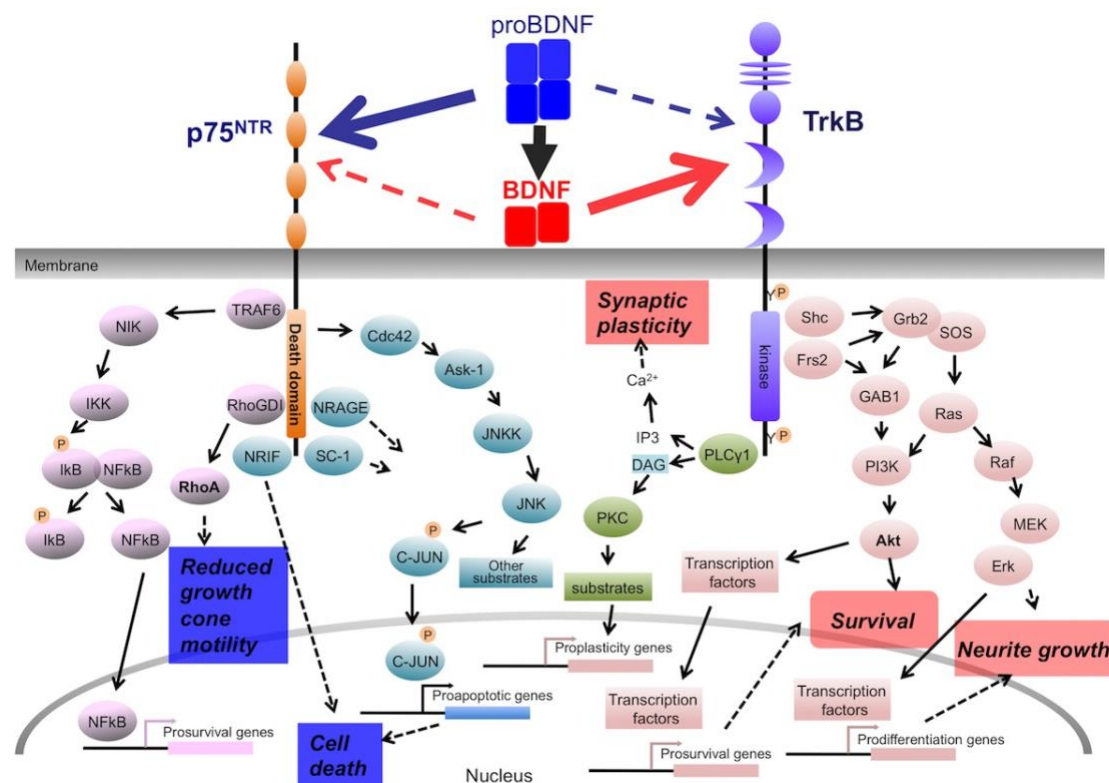 proBDNF
p75NTR
TrkB
BDNF
Membrane
TRAF6
NIK
IKK
P
IkB
NFkB
P
IkB
NFkB
NFkB
Prosurvival genes
RhoGDI
RhoA
Reduced
growth
cone
motility
Death domain
NRIF
NRAGE
SC-1
Cdc42
Ask-1
JNKK
JNK
P
C-JUN
Other
substrates
P
C-JUN
Proapoptotic genes
Cell
death
Nucleus
Synaptic
plasticity
Ca2+
IP3
DAG
PLCγ1
PKC
substrates
Proplasticity genes
Y
P
kinase
Y
P
Shc
Frs2
Grb2
SOS
GAB1
Ras
PI3K
Raf
Akt
MEK
Erk
Transcription
factors
Survival
Neurite growth
Transcription
factors
Prosurvival genes
Transcription
factors
Prodifferentiation genes